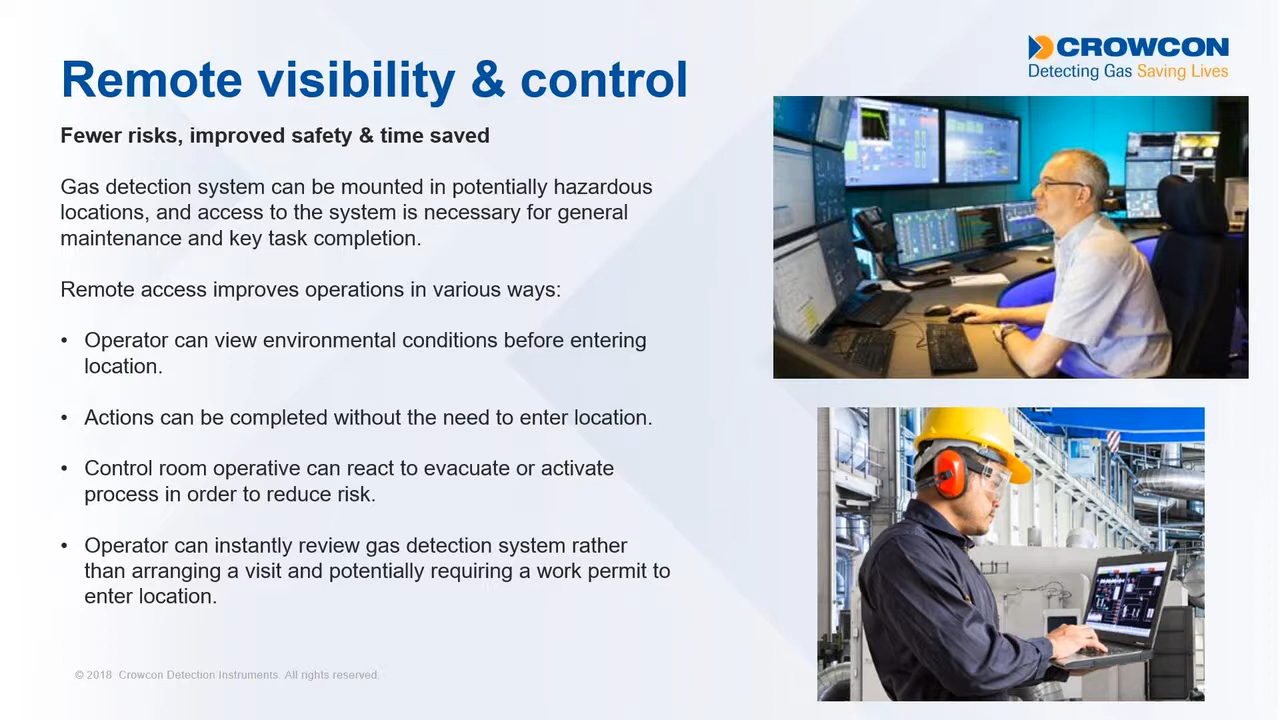 CROWCON
Detecting Gas Saving Lives
Remote visibility & control
Fewer risks, improved safety & time saved
Gas detection system can be mounted in potentially hazardous
locations, and access to the system is necessary for general
maintenance and key task completion.
Remote access improves operations in various ways:
• Operator can view environmental conditions before entering
location.
• Actions can be completed without the need to enter location.
• Control room operative can react to evacuate or activate
process in order to reduce risk.
• Operator can instantly review gas detection system rather
than arranging a visit and potentially requiring a work permit to
enter location.
© 2018 Crowcon Detection Instruments. All rights reserved.